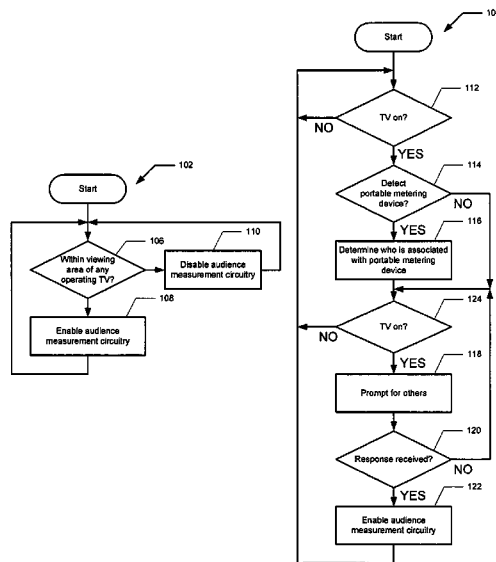 102
Start
106
Within viewing
area of any
operating TV?
110
Disable audience
measurement circuitry
108
Enable audience
measurement circuitry
10
Start
112
TV on?
NO
YES
114
Detect
portable metering
device?
NO
YES
116
Determine who is associated
with portable metering
device
124
TV on?
NO
YES
118
Prompt for others
120
Response received?
NO
YES
122
Enable audience
measurement circuitry